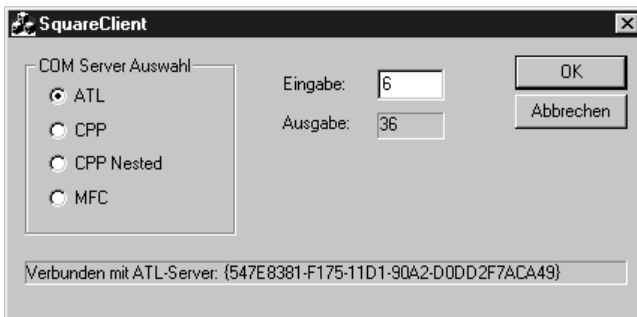 SquareClient
COM Server Auswahl
ATL
CPP
CPP Nested
MFC
Eingabe: 6
Ausgabe: 36
OK
Abbrechen
Verbunden mit ATL-Server: {547E8381-F175-11D1-90A2-D0DD2F7ACA49}